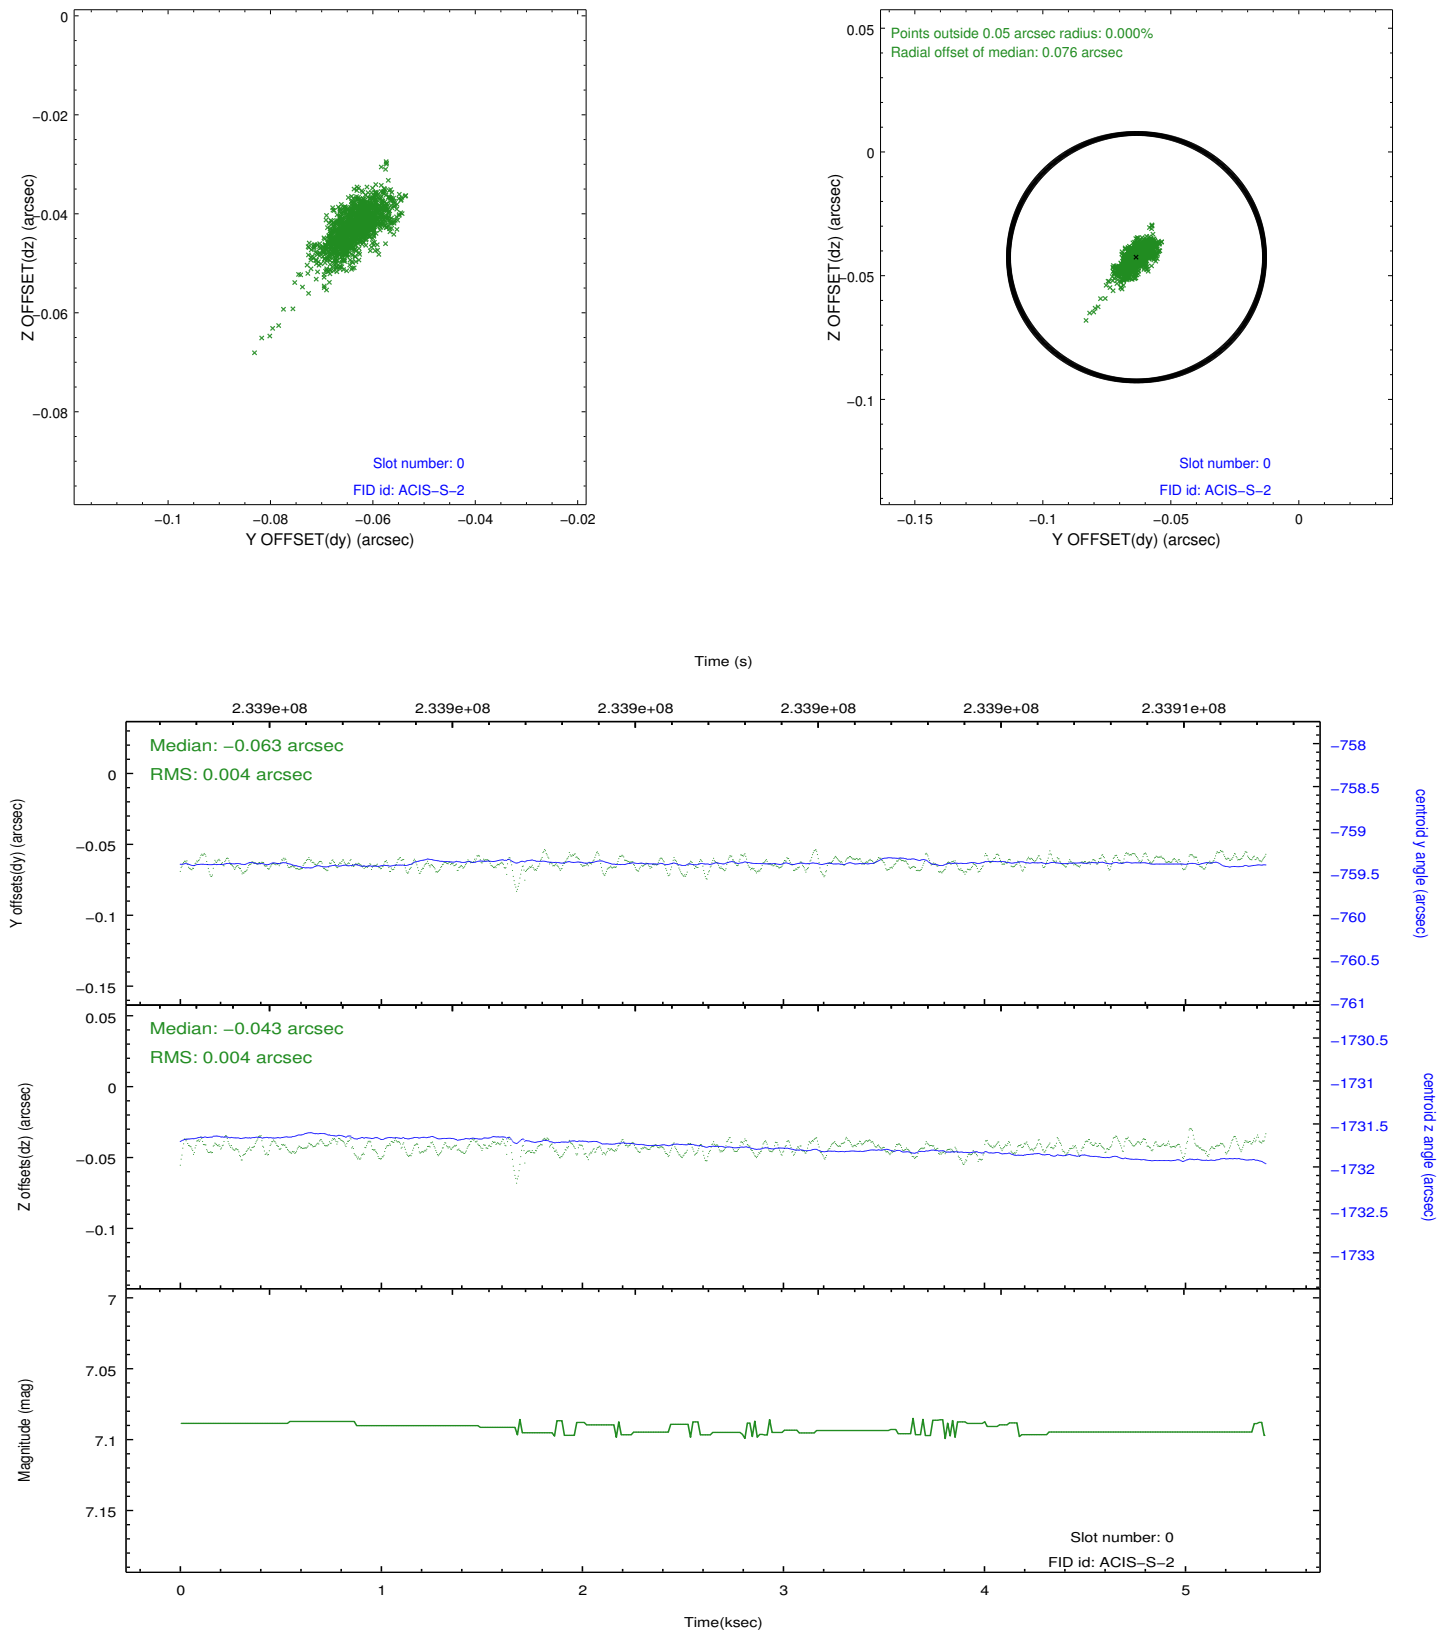 0
−0.02
−0.04
−0.06
−0.08
Z OFFSET(dz) (arcsec)
Slot number: 0
FID id: ACIS−S−2
−0.1
−0.08
−0.06
−0.04
−0.02
Y OFFSET(dy) (arcsec)
Points outside 0.05 arcsec radius: 0.000%
Radial offset of median: 0.076 arcsec
0.05
0
−0.05
−0.1
Z OFFSET(dz) (arcsec)
Slot number: 0
FID id: ACIS−S−2
−0.15
−0.1
−0.05
0
Y OFFSET(dy) (arcsec)
Time (s)
2.339e+08
2.339e+08
2.339e+08
2.339e+08
2.339e+08
2.3391e+08
Median: −0.063 arcsec
RMS: 0.004 arcsec
0
−0.05
−0.1
−0.15
Y offsets(dy) (arcsec)
−758
−758.5
−759
−759.5
−760
−760.5
−761
centroid y angle (arcsec)
Median: −0.043 arcsec
RMS: 0.004 arcsec
0.05
0
−0.05
−0.1
Z offsets(dz) (arcsec)
−1730.5
−1731
−1731.5
−1732
−1732.5
−1733
centroid z angle (arcsec)
7
7.05
7.1
7.15
Magnitude (mag)
Slot number: 0
FID id: ACIS−S−2
0
1
2
3
4
5
Time(ksec)